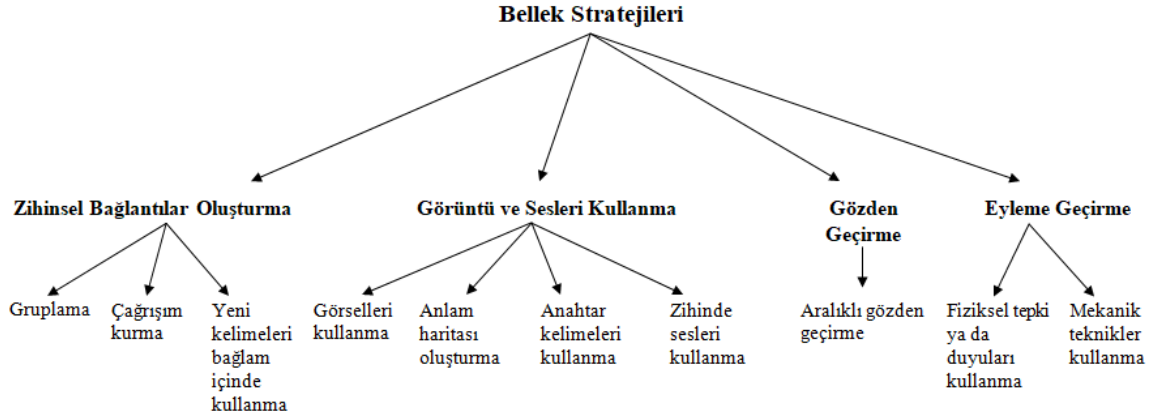 Bellek Stratejileri
Zihinsel Bağlantılar Oluşturma
Görüntü ve Sesleri Kullanma
Gözden
Geçirme
Eyleme Geçirme
Gruplama
Çağrışım
kurma
Yeni
kelimeleri
bağlam
içinde
kullanma
Görselleri
kullanma
Anlam
haritası
oluşturma
Anahtar
kelimeleri
kullanma
Zihinde
sesleri
kullanma
Aralıklı gözden
geçirme
Fiziksel tepki
ya da
duyuları
kullanma
Mekanik
teknikler
kullanma